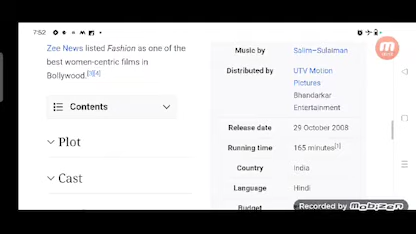 7:52
Zee News listed Fashion as one of the
best women-centric films in
Bollywood.[3][4]
Contents
Plot
Cast
Music by Salim–Sulaiman
Distributed by UTV Motion
Pictures
Bhandarkar
Entertainment
Release date 29 October 2008
Running time 165 minutes[1]
Country India
Language Hindi
Budget
Recorded by Mobizen